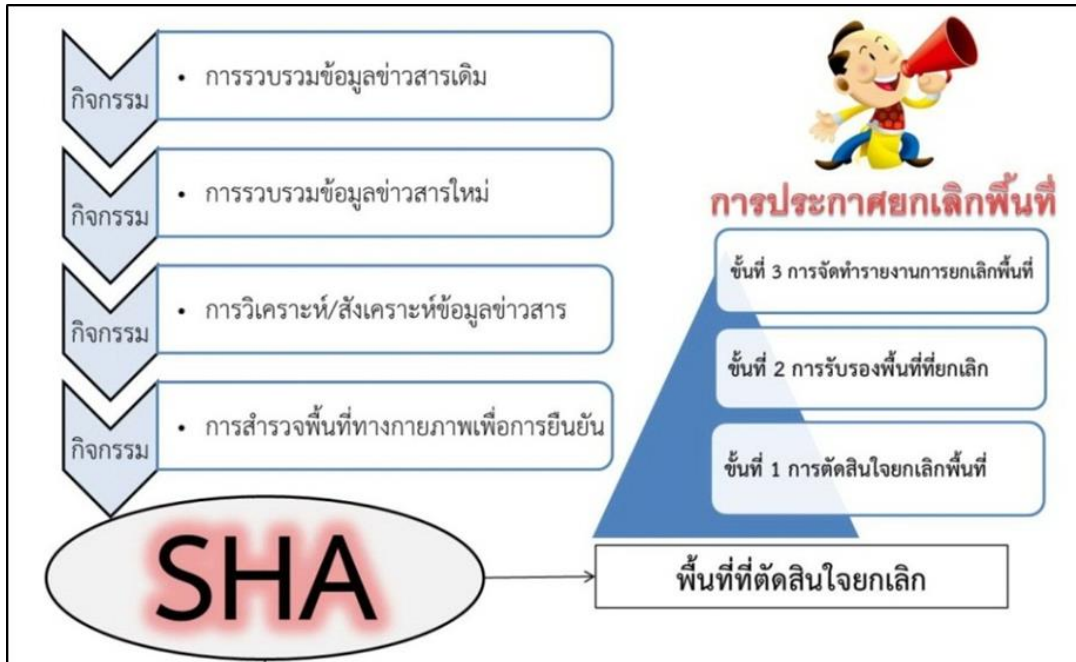 กิจกรรม
• การรวบรวมข้อมูลข่าวสารเดิม
กิจกรรม
• การรวบรวมข้อมูลข่าวสารใหม่
กิจกรรม
• การวิเคราะห์/สังเคราะห์ข้อมูลข่าวสาร
กิจกรรม
• การสำรวจพื้นที่ทางกายภาพเพื่อการยืนยัน
SHA
การประกาศยกเลิกพื้นที่
ขั้นที่ 3 การจัดทำรายงานการยกเลิกพื้นที่
ขั้นที่ 2 การรับรองพื้นที่ที่ยกเลิก
ขั้นที่ 1 การตัดสินใจยกเลิกพื้นที่
พื้นที่ที่ตัดสินใจยกเลิก